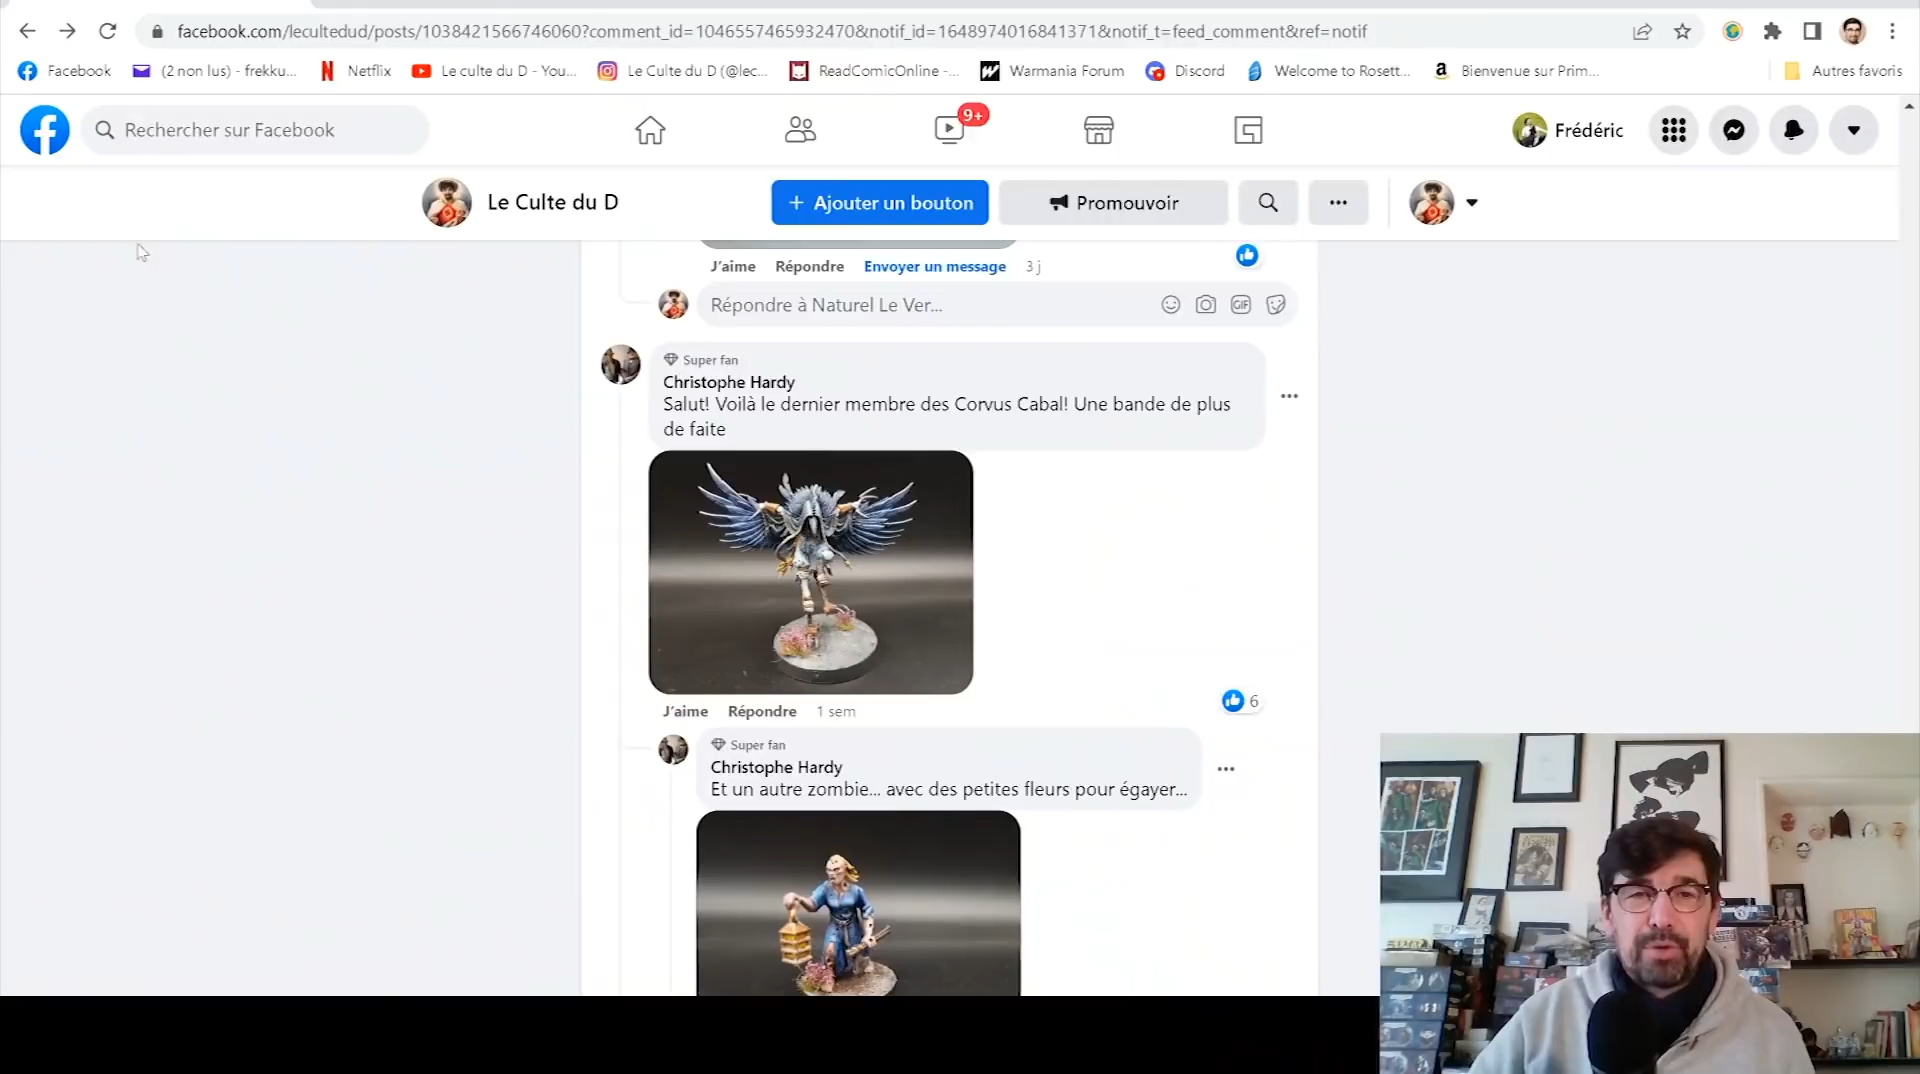 facebook.com/lecultedud/posts/1038421566746060?comment_id=1046557465932470&notif_id=1648974016841371&notif_t=feed_comment&ref=notif
Facebook (2 non lus) - frekku... Netflix Le culte du D - You... Le Culte du D (@lec... ReadComicOnline -... Warmania Forum Discord Welcome to Rosett... Bienvenue sur Prim... Autres favoris
Rechercher sur Facebook 9+ Frédéric
Le Culte du D + Ajouter un bouton Promouvoir
J'aime Répondre Envoyer un message 3 j
Répondre à Naturel Le Ver... GIF
Super fan
Christophe Hardy
Salut! Voilà le dernier membre des Corvus Cabal! Une bande de plus
de faite
J'aime Répondre 1 sem 6
Super fan
Christophe Hardy
Et un autre zombie... avec des petites fleurs pour égayer...